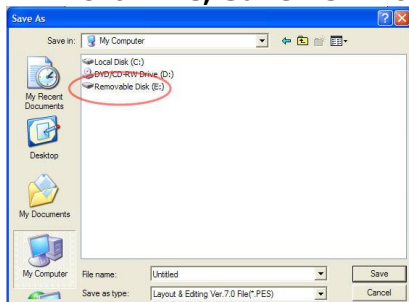 Save As
Save in:
My Computer
Local Disk (C:)
DVD/CD-RW Drive (D:)
Removable Disk (E:)
My Recent
Documents
Desktop
My Documents
My Computer
File name:
Untitled
Save
Save as type:
Layout & Editing Ver.7.0 File(*.PES)
Cancel